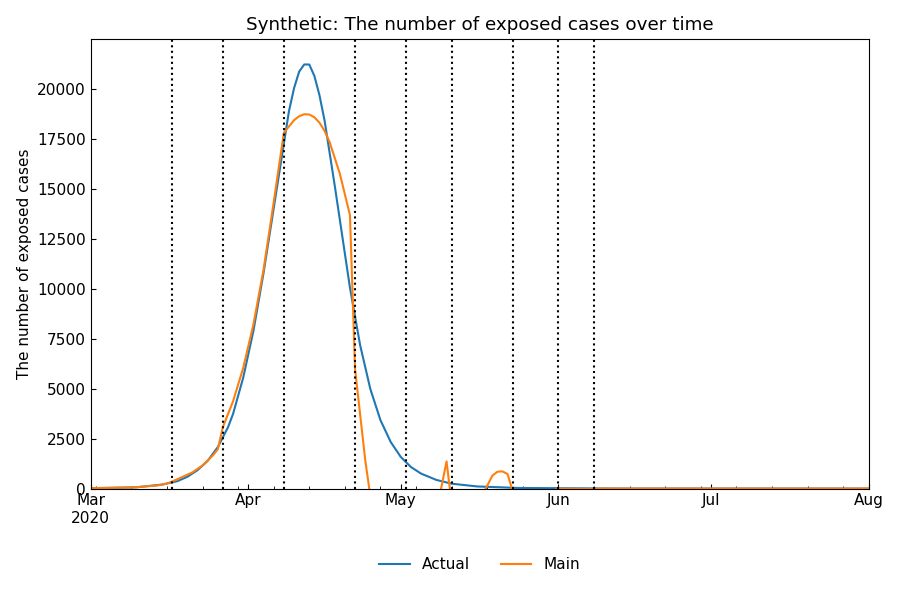 Synthetic: The number of exposed cases over time
The number of exposed cases
20000
17500
15000
12500
10000
7500
5000
2500
0
Mar Apr May Jun Jul Aug
2020
Actual Main